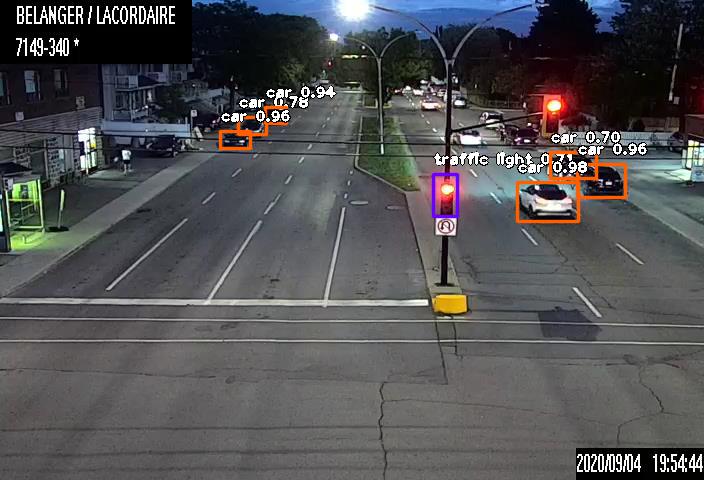 BELANGER / LACORDAIRE
7149-340 *
car 0.94
car 0.78
car 0.96
car 0.70
car 0.96
traffic light 0.71
car 0.98
2020/09/04 19:54:44